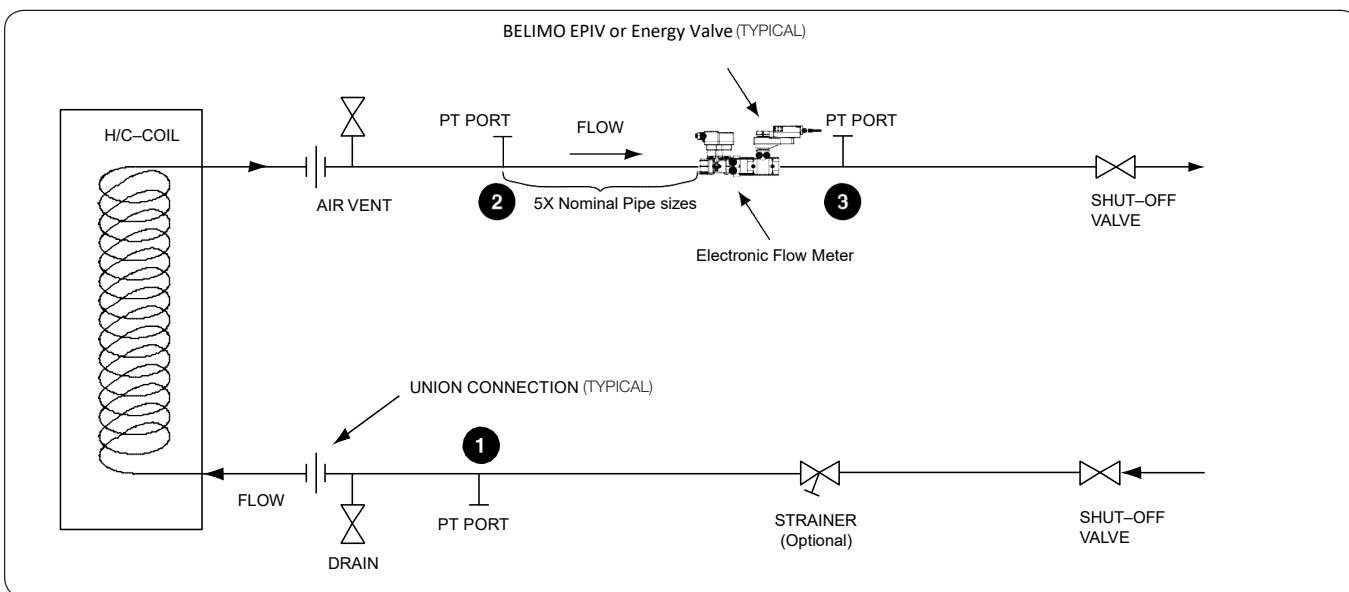 BELIMO EPIV or Energy Valve (TYPICAL)
H/C–COIL
PT PORT
FLOW
PT PORT
AIR VENT
2
5X Nominal Pipe sizes
3
SHUT–OFF
VALVE
Electronic Flow Meter
UNION CONNECTION (TYPICAL)
1
FLOW
PT PORT
STRAINER
(Optional)
SHUT–OFF
VALVE
DRAIN